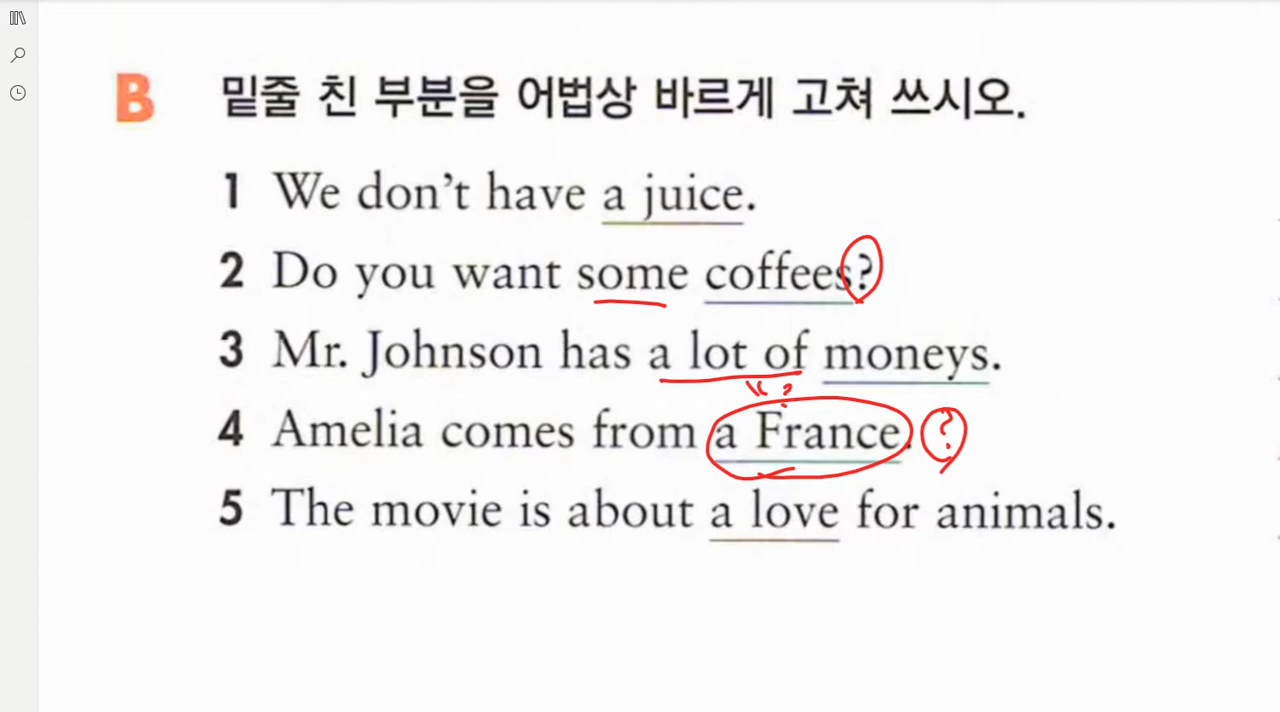 B 밑줄 친 부분을 어법상 바르게 고쳐 쓰시오.
1 We don't have a juice.
2 Do you want some coffees?
3 Mr. Johnson has a lot of moneys.
4 Amelia comes from a France. ?
5 The movie is about a love for animals.